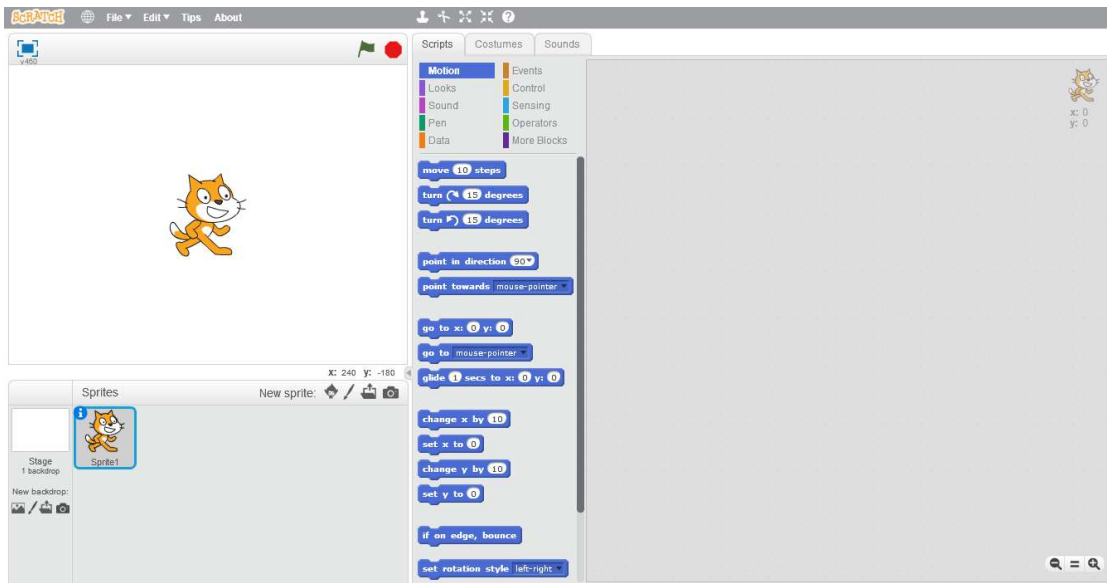 SCRATCH File▼ Edit▼ Tips About
v460
X: 240 y: -180
Sprites New sprite:
Stage
1 backdrop
New backdrop:
Sprite1
Scripts Costumes Sounds
Motion Events
Looks Control
Sound Sensing
Pen Operators
Data More Blocks
move 10 steps
turn 15 degrees
turn 15 degrees
point in direction 90▼
point towards mouse-pointer
go to x: 0 y: 0
go to mouse-pointer
glide 1 secs to x: 0 y: 0
change x by 10
set x to 0
change y by 10
set y to 0
if on edge, bounce
set rotation style left-right
x: 0
y: 0